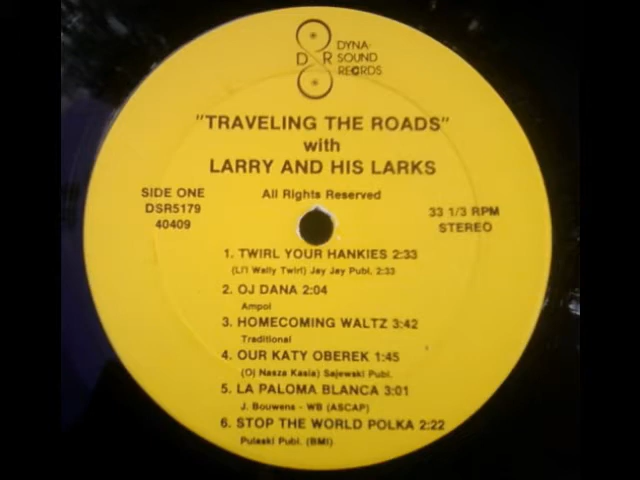 D R
DYNA-
SOUND
RECORDS
"TRAVELING THE ROADS"
with
LARRY AND HIS LARKS
SIDE ONE
DSR5179
40409
All Rights Reserved
33 1/3 RPM
STEREO
1. TWIRL YOUR HANKIES 2:33
(Li'l Wally Twirl) Jay Jay Publ. 2:33
2. OJ DANA 2:04
Ampol
3. HOMECOMING WALTZ 3:42
Traditional
4. OUR KATY OBEREK 1:45
(Oj Nasza Kasia) Sajewski Publ.
5. LA PALOMA BLANCA 3:01
J. Bouwens - WB (ASCAP)
6. STOP THE WORLD POLKA 2:22
Pulaski Publ. (BMI)